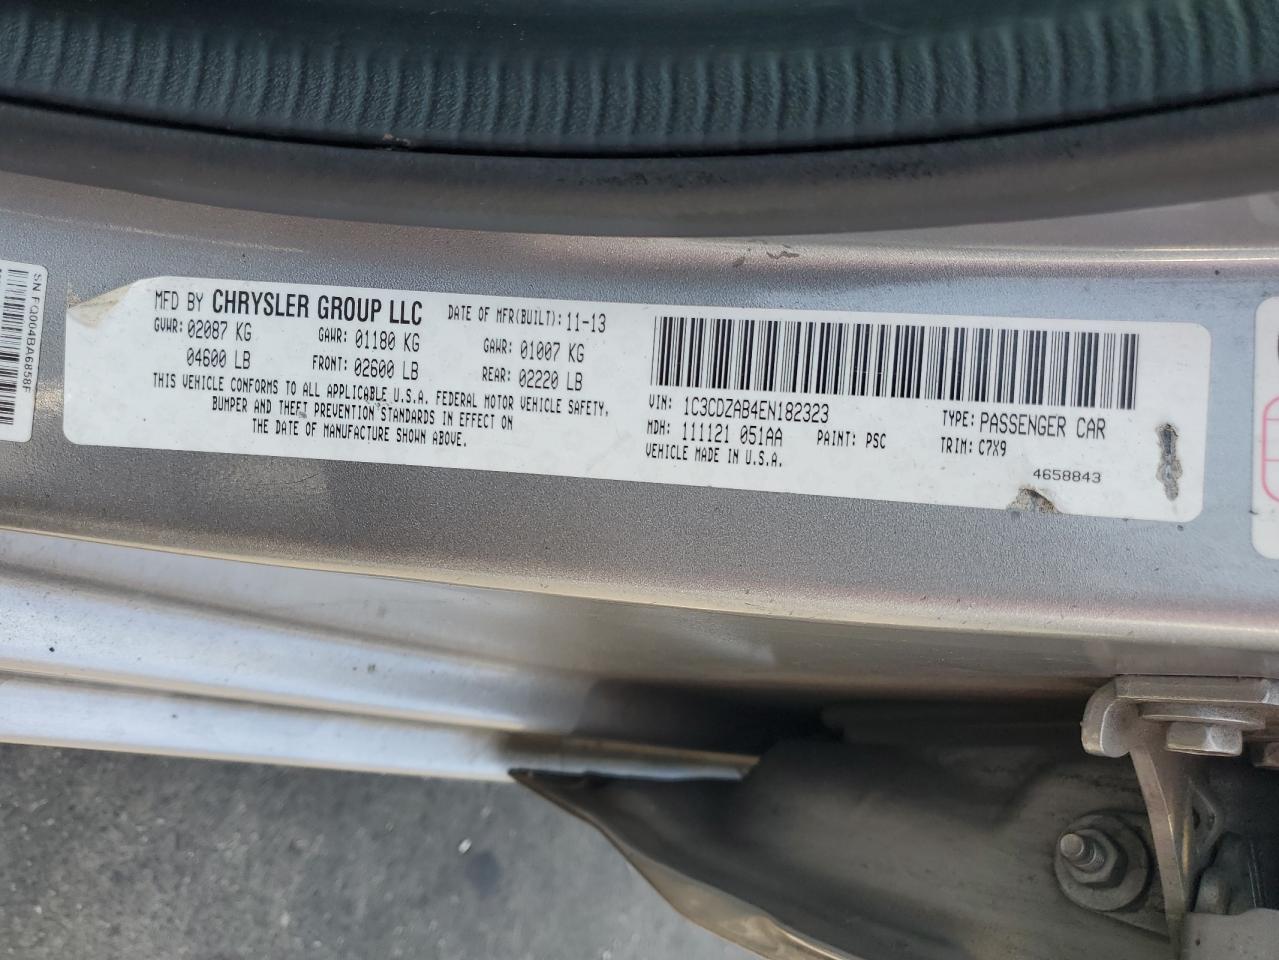 SN FQ004BA6858F
MFD BY CHRYSLER GROUP LLC DATE OF MFR(BUILT): 11-13
GVWR: 02087 KG GAWR: 01180 KG GAWR: 01007 KG
04600 LB FRONT: 02600 LB REAR: 02220 LB
THIS VEHICLE CONFORMS TO ALL APPLICABLE U.S.A. FEDERAL MOTOR VEHICLE SAFETY,
BUMPER AND THEFT PREVENTION STANDARDS IN EFFECT ON
THE DATE OF MANUFACTURE SHOWN ABOVE.
VIN: 1C3CDZAB4EN182323 TYPE: PASSENGER CAR
MDH: 111121 051AA PAINT: PSC TRIM: C7X9
VEHICLE MADE IN U.S.A.
4658843